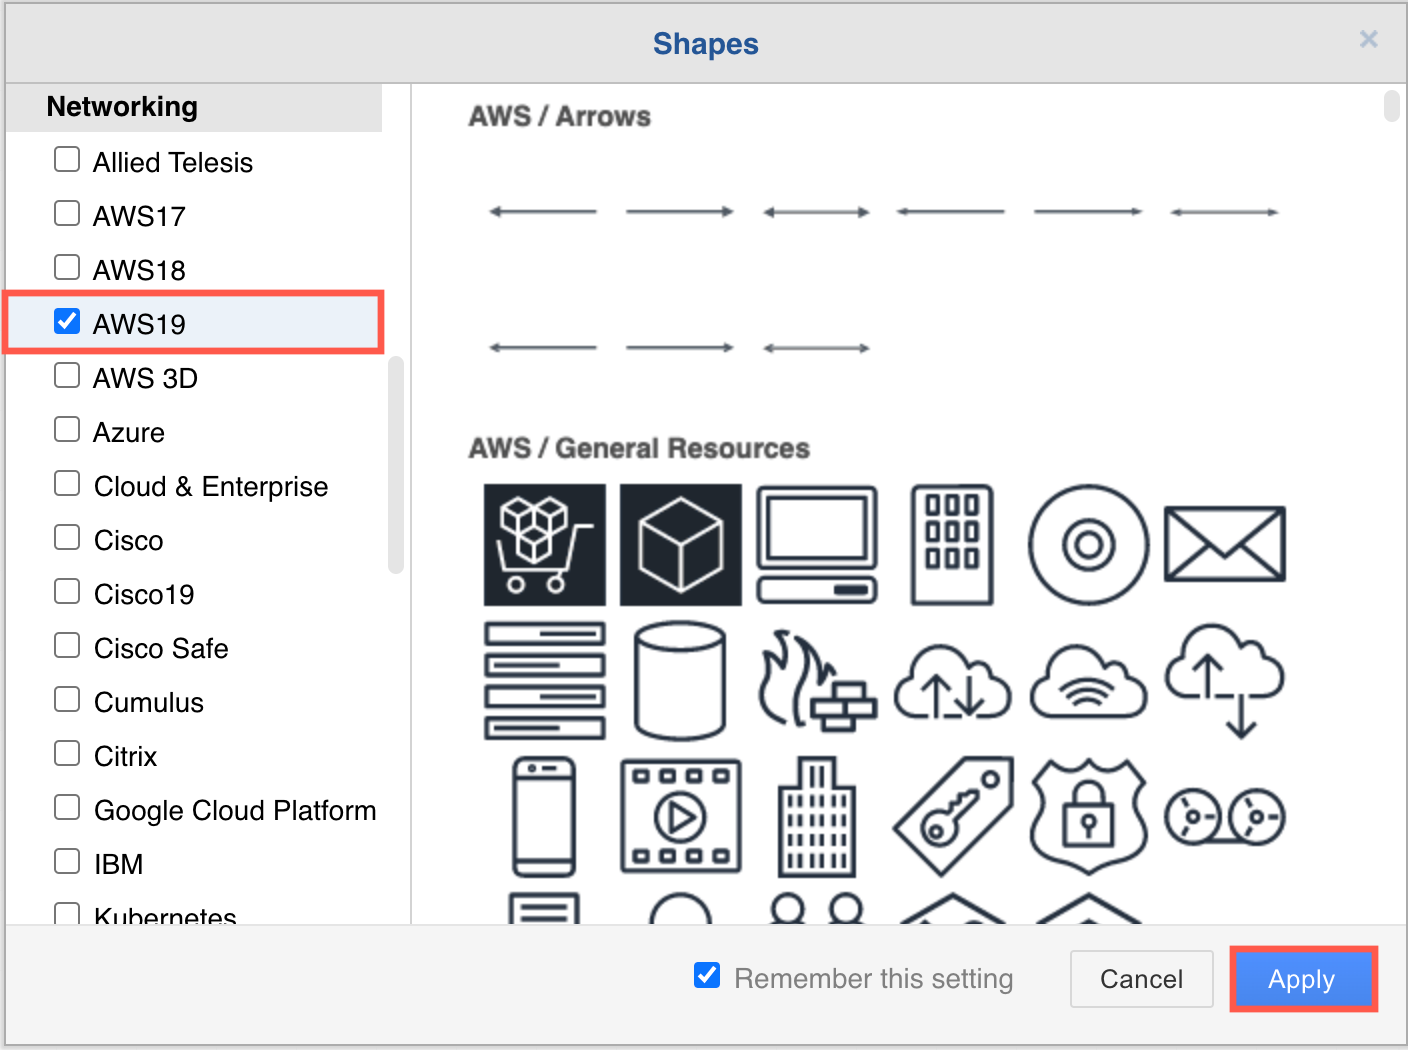 Shapes
Networking
Allied Telesis
AWS17
AWS18
AWS19
AWS 3D
Azure
Cloud & Enterprise
Cisco
Cisco19
Cisco Safe
Cumulus
Citrix
Google Cloud Platform
IBM
Kubernetes
AWS / Arrows
AWS / General Resources
Remember this setting
Cancel
Apply